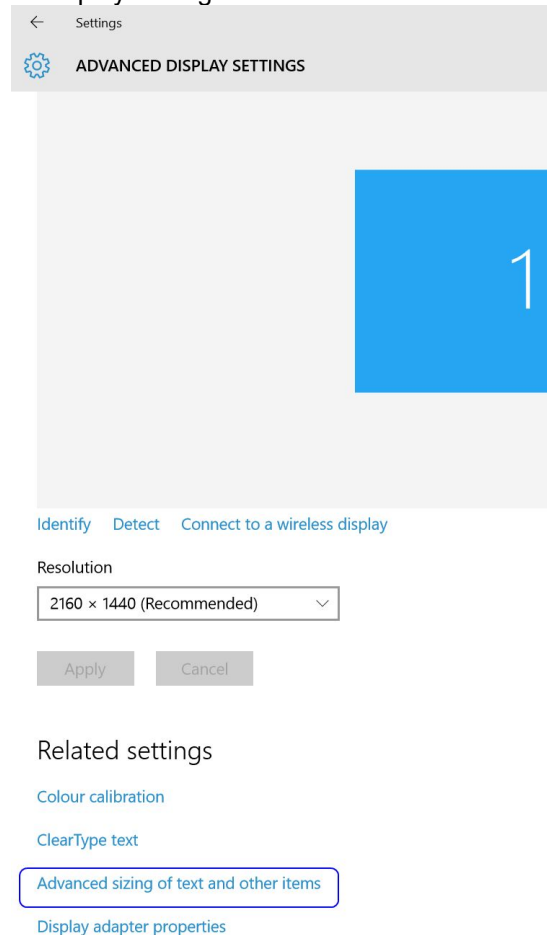 Settings
ADVANCED DISPLAY SETTINGS
1
Identify Detect Connect to a wireless display
Resolution
2160 × 1440 (Recommended)
Apply Cancel
Related settings
Colour calibration
ClearType text
Advanced sizing of text and other items
Display adapter properties